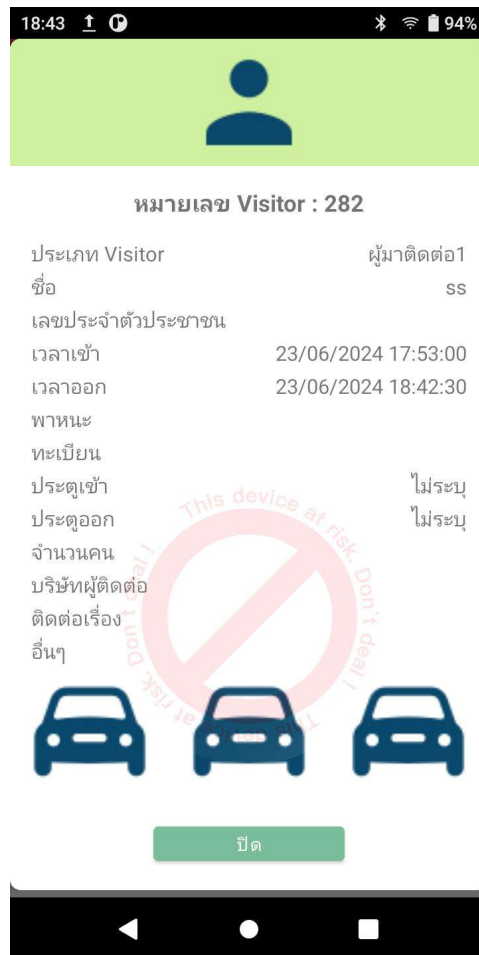 18:43 94%
หมายเลข Visitor : 282
ประเภท Visitor ผู้มาติดต่อ1
ชื่อ ss
เลขประจำตัวประชาชน
เวลาเข้า 23/06/2024 17:53:00
เวลาออก 23/06/2024 18:42:30
พาหนะ
ทะเบียน
ประตูเข้า ไม่ระบุ
ประตูออก ไม่ระบุ
จำนวนคน
บริษัทผู้ติดต่อ
ติดต่อเรื่อง
อื่นๆ
This device at risk. Don't deal !
ปิด